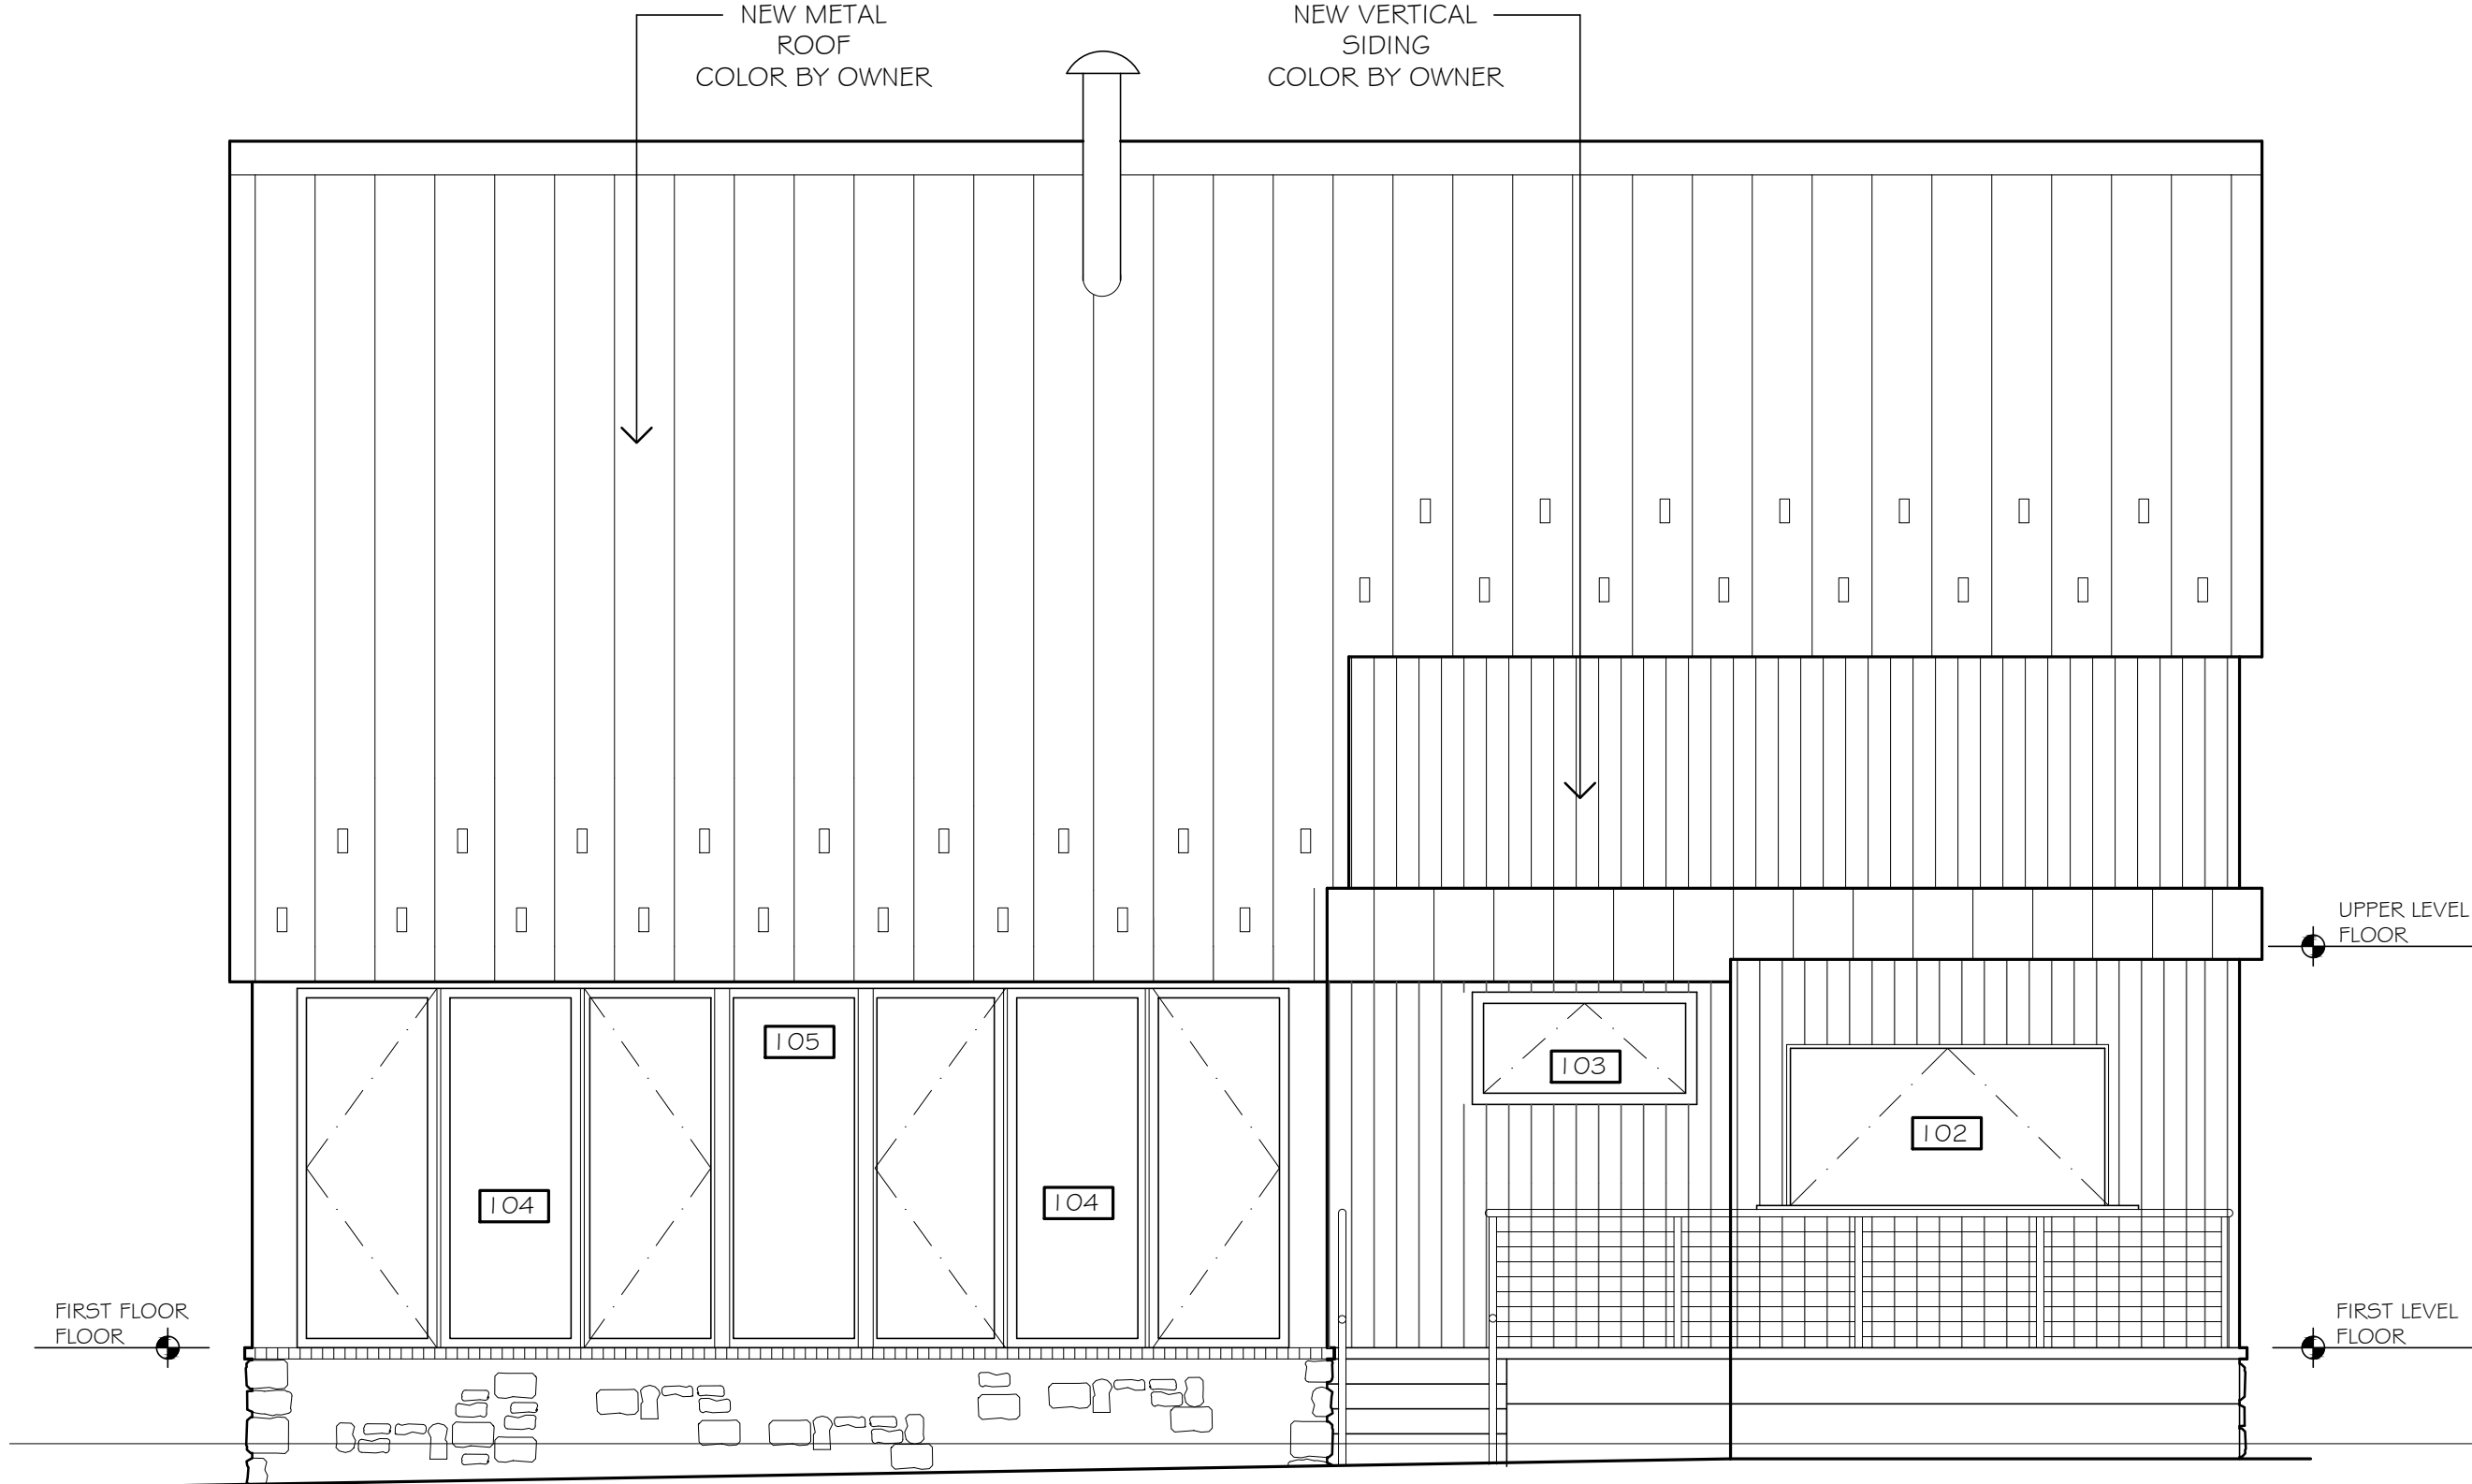 NEW METAL
ROOF
COLOR BY OWNER
NEW VERTICAL
SIDING
COLOR BY OWNER
UPPER LEVEL
FLOOR
105
103
102
104
104
FIRST FLOOR
FLOOR
FIRST LEVEL
FLOOR